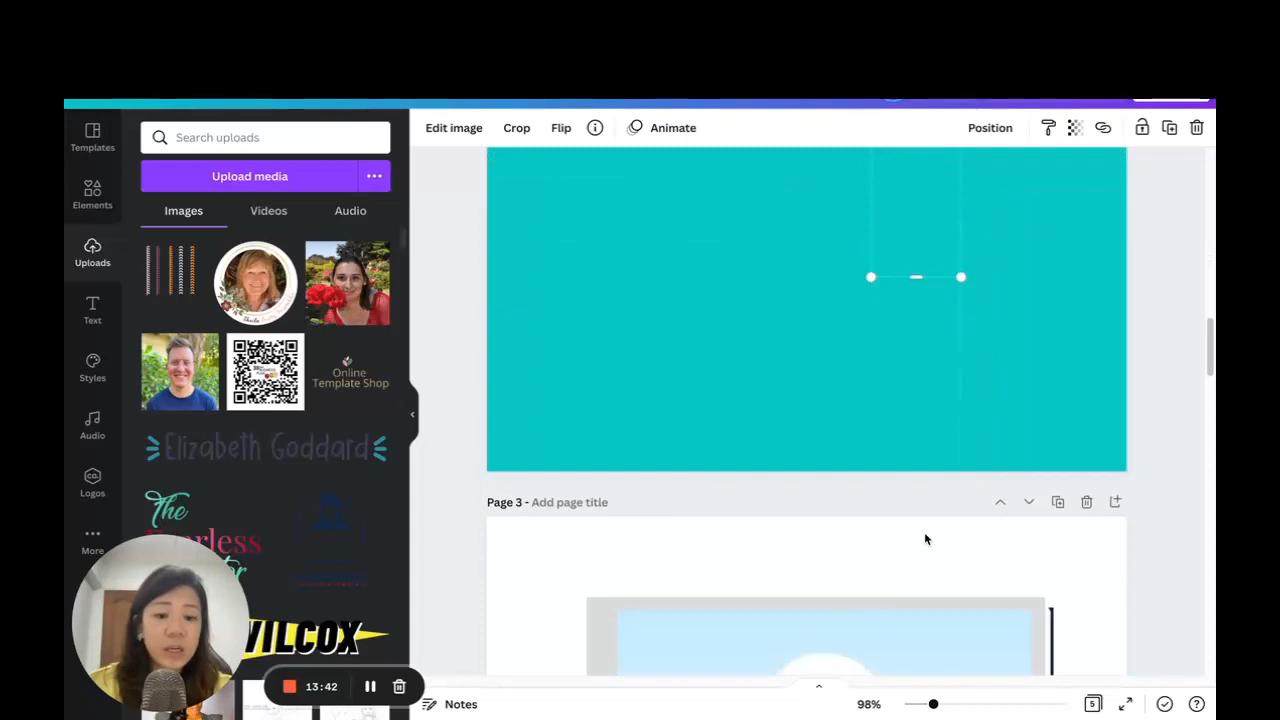 Edit image
Crop
Flip
Animate
Position
Templates
Elements
Uploads
Text
Styles
Audio
Logos
More
Search uploads
Upload media
Images
Videos
Audio
Online
Template Shop
Elizabeth Goddard
The
WILCOX
Page 3 - Add page title
13:42
Notes
98%
5